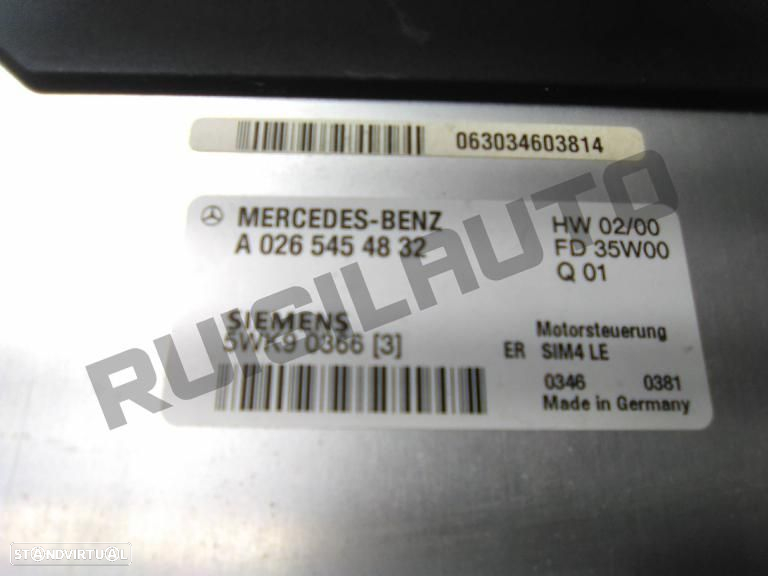 063034603814
MERCEDES-BENZ
A 026 545 48 32
HW 02/00
FD 35W00
Q 01
SIEMENS
5WK9 0366 [3]
Motorsteuerung
ER SIM4 LE
0346 0381
Made in Germany
RUISILAUTO
STANDVIRTUAL